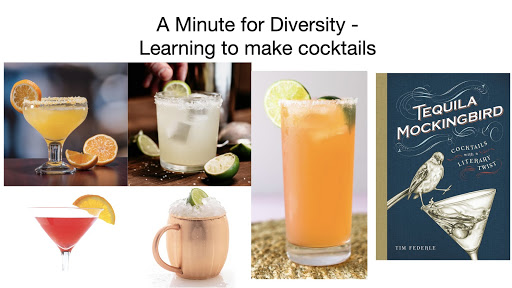 A Minute for Diversity -
Learning to make cocktails
TEQUILA
MOCKINGBIRD
COCKTAILS
with a
LITERARY
TWIST
TIM FEDERLE